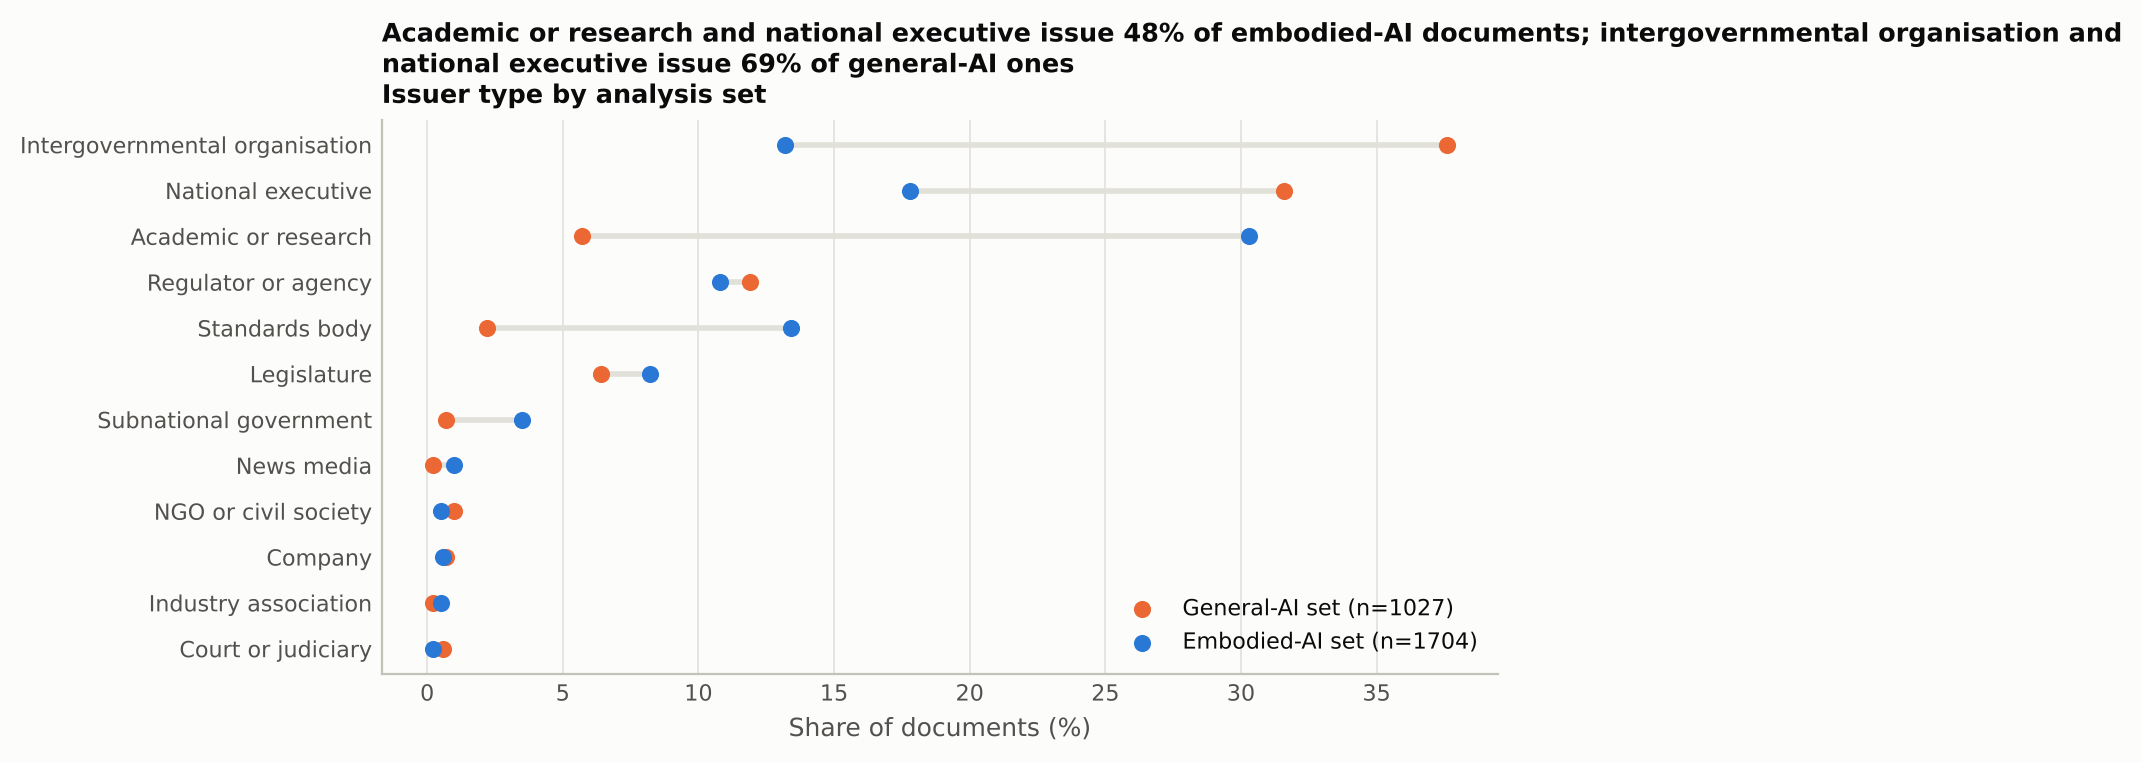 Academic or research and national executive issue 48% of embodied-AI documents; intergovernmental organisation and
national executive issue 69% of general-AI ones
Issuer type by analysis set
Intergovernmental organisation
National executive
Academic or research
Regulator or agency
Standards body
Legislature
Subnational government
News media
NGO or civil society
Company
Industry association
Court or judiciary
General-AI set (n=1027)
Embodied-AI set (n=1704)
0 5 10 15 20 25 30 35
Share of documents (%)